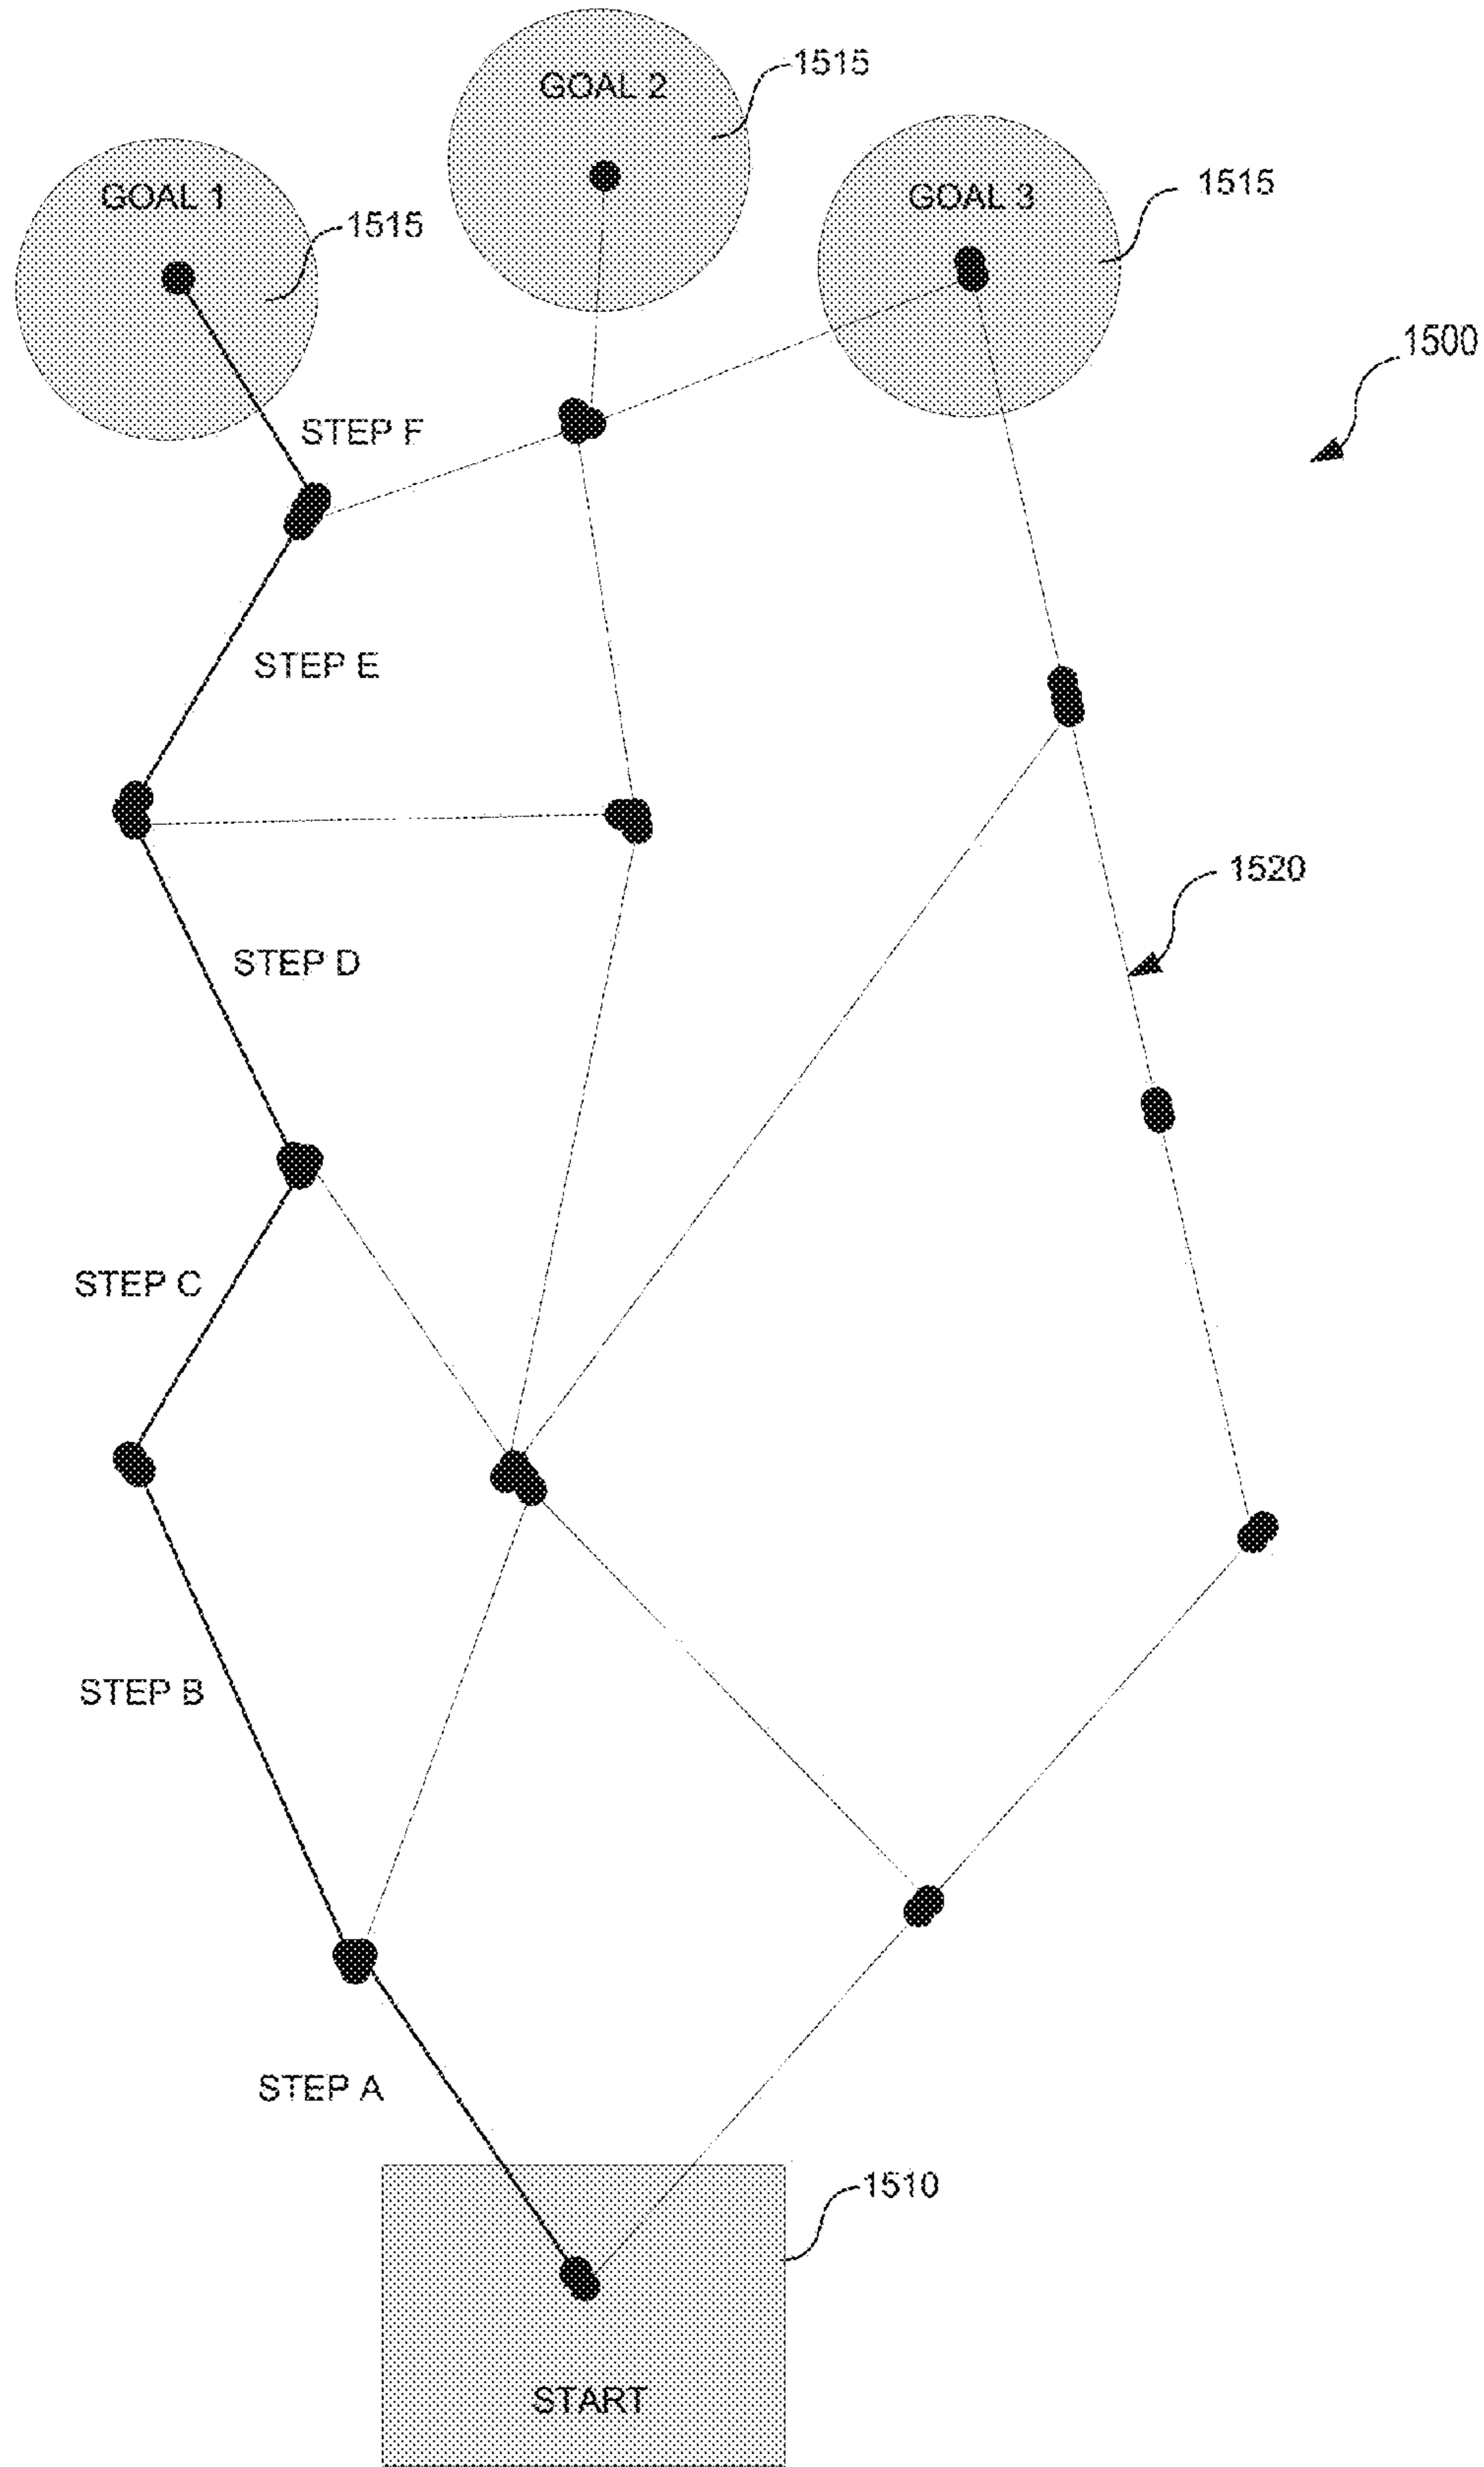 GOAL 2
1515
GOAL 1
1515
GOAL 3
1515
1500
STEP F
STEP E
1520
STEP D
STEP C
STEP B
STEP A
1510
START